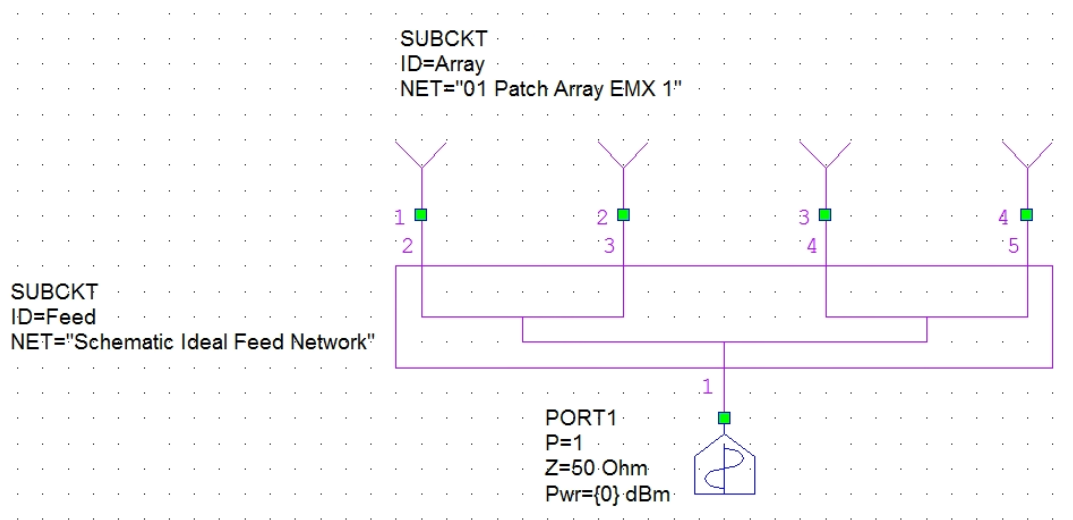 SUBCKT
ID=Array
NET="01 Patch Array EMX 1"
1 2 3 4
2 3 4 5
SUBCKT
ID=Feed
NET="Schematic Ideal Feed Network"
1
PORT1
P=1
Z=50 Ohm
Pwr={0} dBm